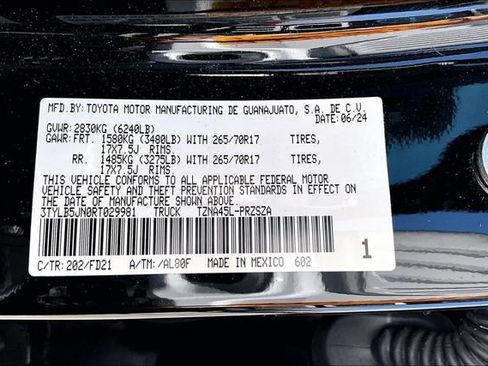 MFD.BY: TOYOTA MOTOR MANUFACTURING DE GUANAJUATO, S.A. DE C.V.
06/24
GVWR: 2830KG (6240LB)
GAWR: FRT. 1580KG (3480LB) WITH 265/70R17 TIRES,
17X7.5J RIMS
RR. 1485KG (3275LB) WITH 265/70R17 TIRES,
17X7.5J RIMS.
THIS VEHICLE CONFORMS TO ALL APPLICABLE FEDERAL MOTOR
VEHICLE SAFETY AND THEFT PREVENTION STANDARDS IN EFFECT ON
THE DATE OF MANUFACTURE SHOWN ABOVE.
3TYLB5JN0RT029981 TRUCK TZNA45L-PRZSZA
1
C/TR: 202/FD21 A/TM: /AL80F MADE IN MEXICO 602